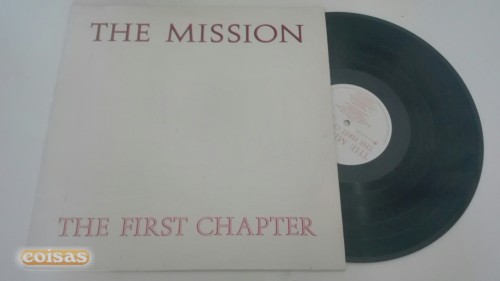 THE MISSION
THE FIRST CHAPTER
coisas